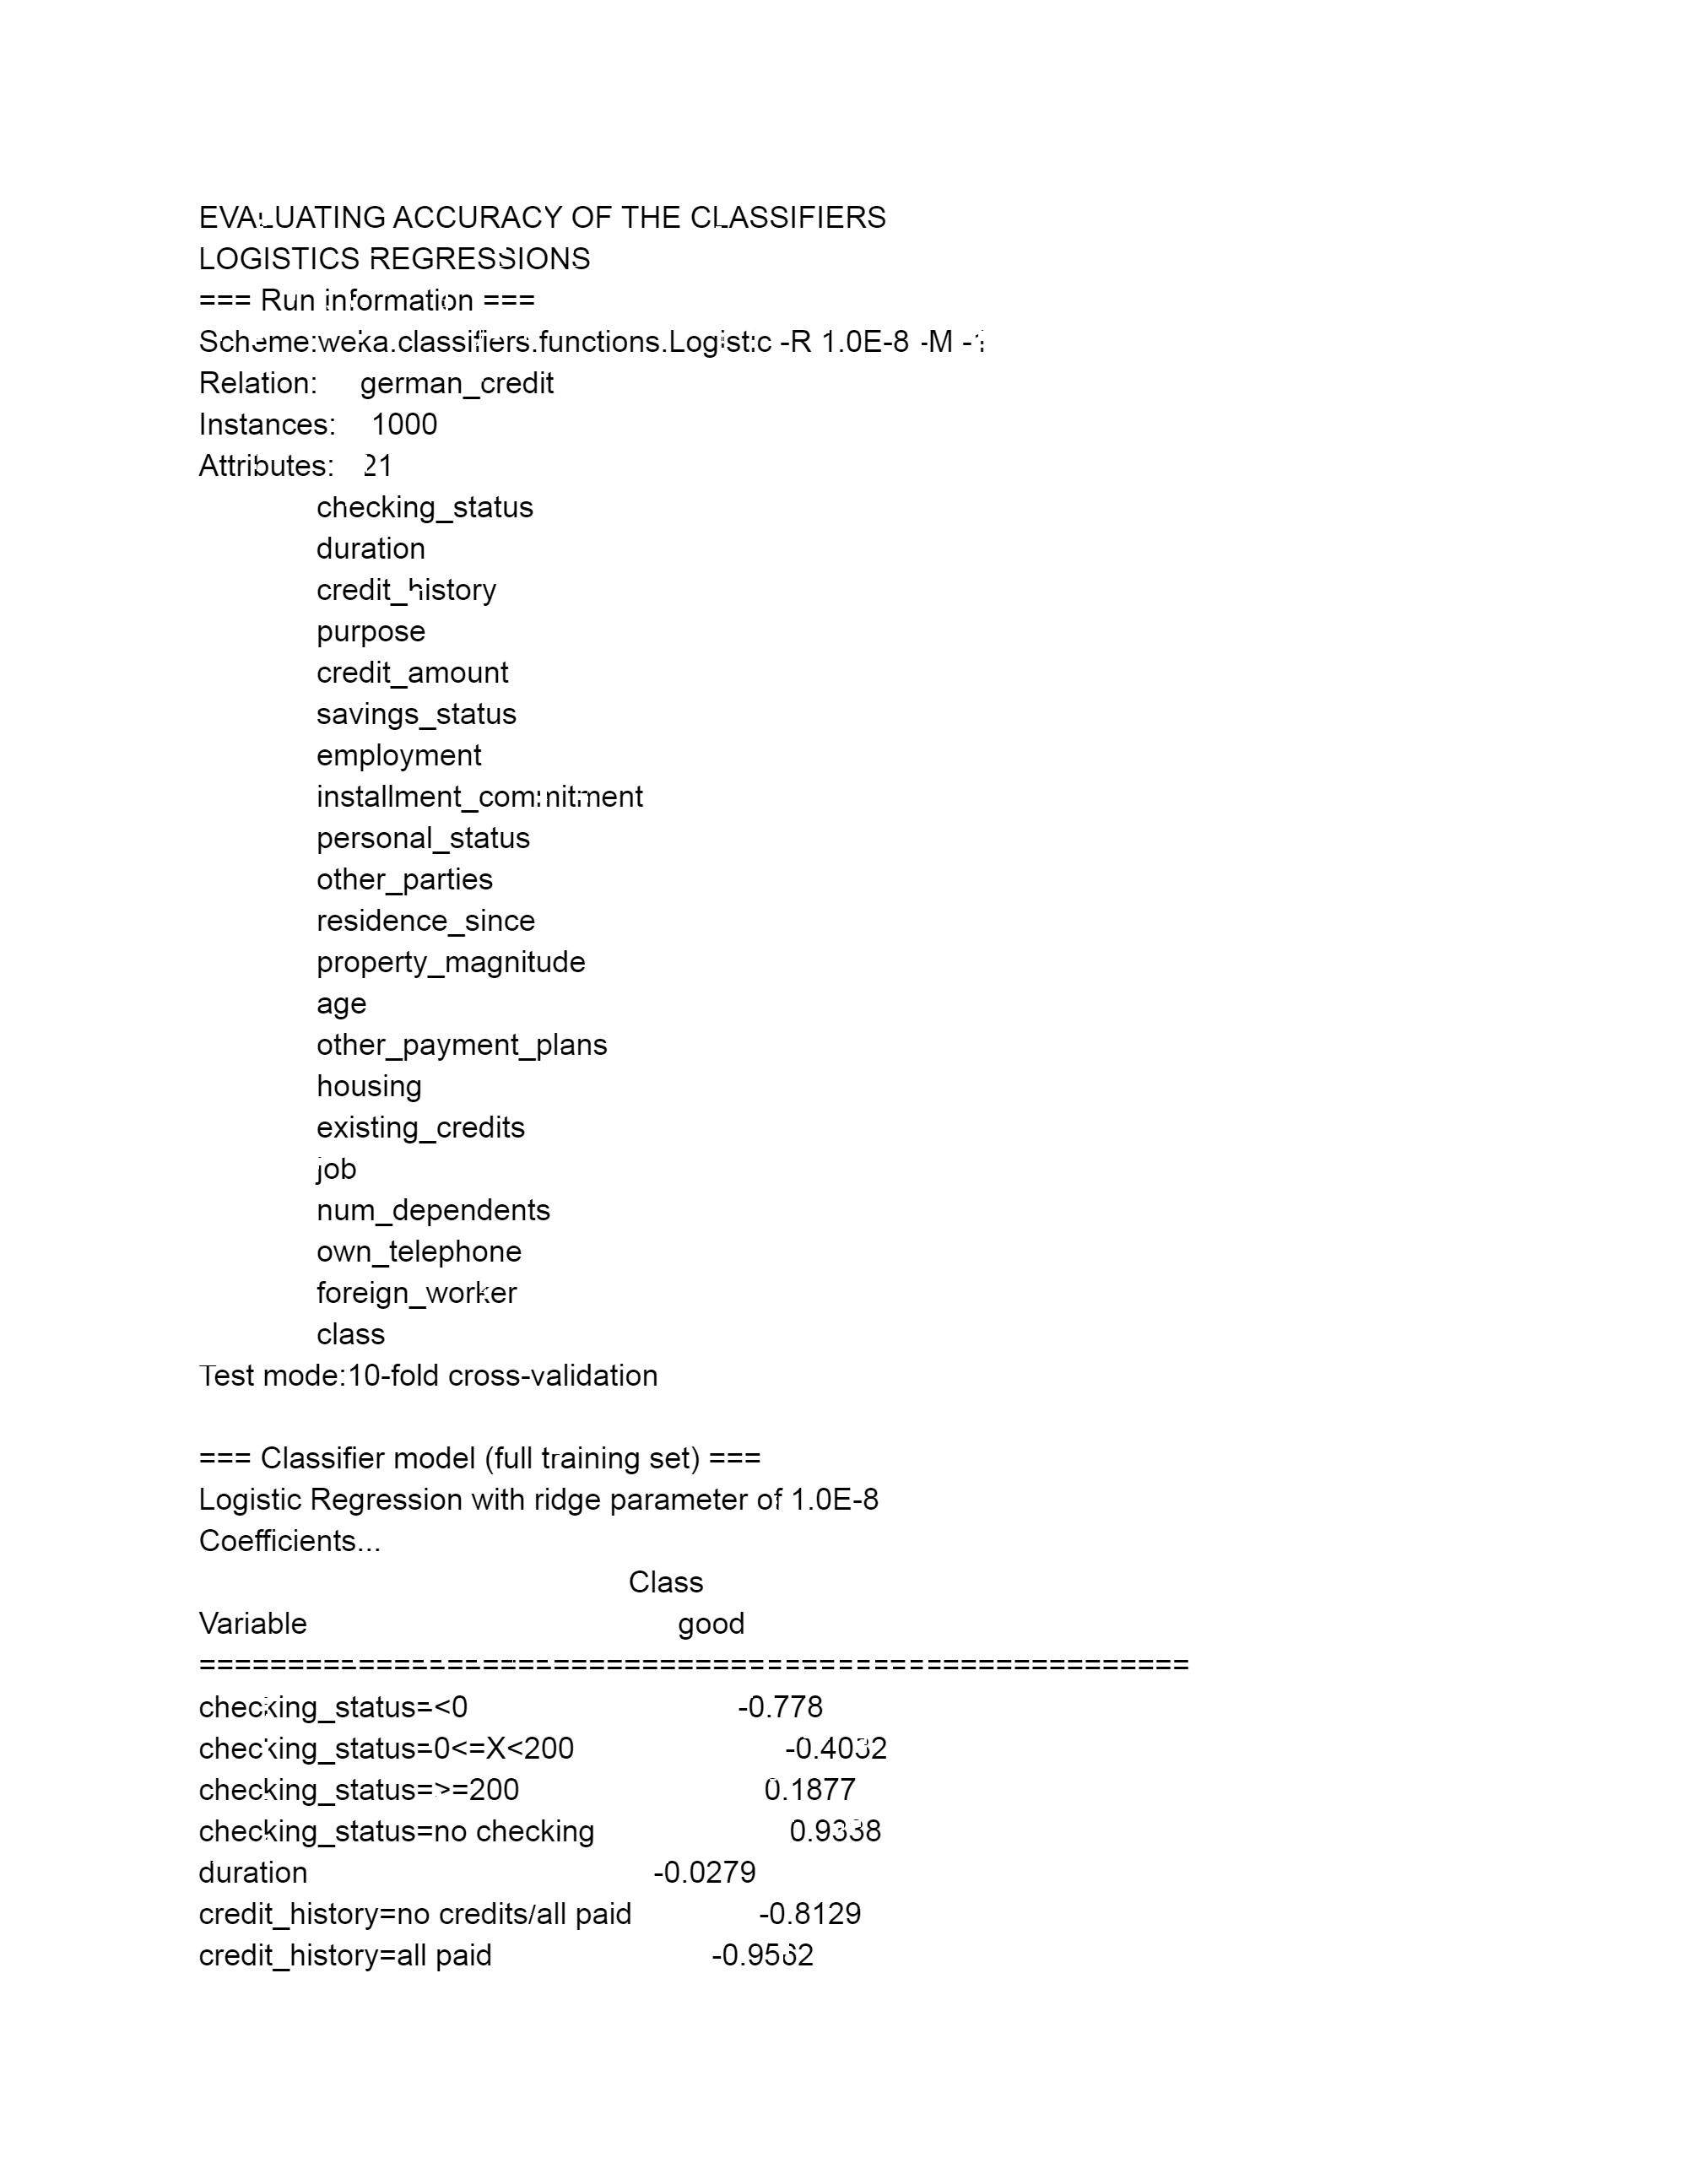 EVALUATING ACCURACY OF THE CLASSIFIERS
LOGISTICS REGRESSIONS
=== Run information ===
Scheme:weka.classifiers.functions.Logistic -R 1.0E-8 -M -1
Relation: german_credit
Instances: 1000
Attributes: 21
checking_status
duration
credit_history
purpose
credit_amount
savings_status
employment
installment_commitment
personal_status
other_parties
residence_since
property_magnitude
age
other_payment_plans
housing
existing_credits
job
num_dependents
own_telephone
foreign_worker
class
Test mode:10-fold cross-validation
=== Classifier model (full training set) ===
Logistic Regression with ridge parameter of 1.0E-8
Coefficients...
Class
Variable good
========================================================
checking_status=<0 -0.778
checking_status=0<=X<200 -0.4032
checking_status=>=200 0.1877
checking_status=no checking 0.9338
duration -0.0279
credit_history=no credits/all paid -0.8129
credit_history=all paid